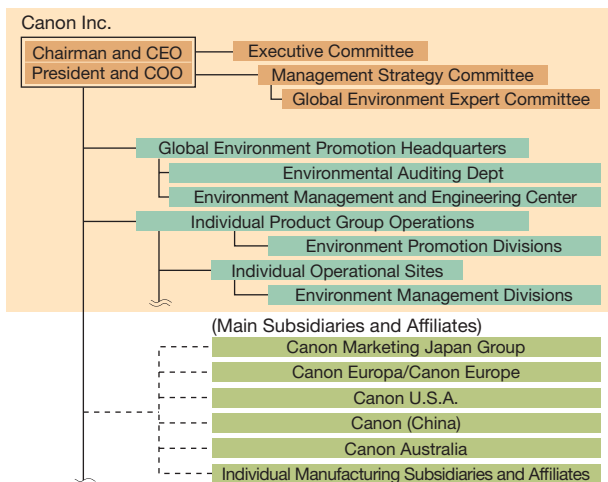 Canon Inc.
Chairman and CEO
President and COO
Executive Committee
Management Strategy Committee
Global Environment Expert Committee
Global Environment Promotion Headquarters
Environmental Auditing Dept
Environment Management and Engineering Center
Individual Product Group Operations
Environment Promotion Divisions
Individual Operational Sites
Environment Management Divisions
(Main Subsidiaries and Affiliates)
Canon Marketing Japan Group
Canon Europa/Canon Europe
Canon U.S.A.
Canon (China)
Canon Australia
Individual Manufacturing Subsidiaries and Affiliates